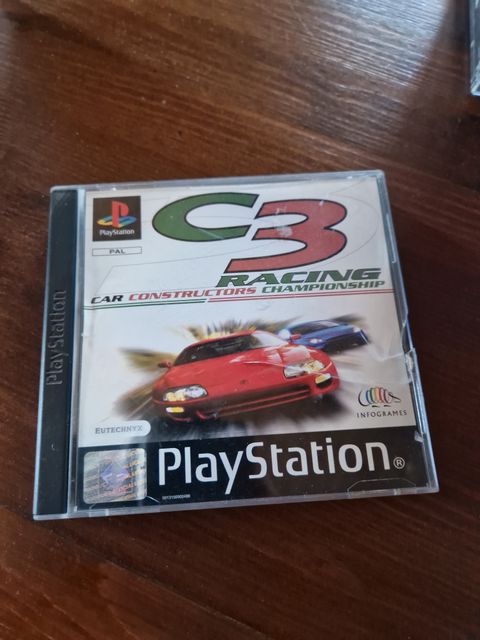 PlayStation
PlayStation
PAL
C3
RACING
CAR CONSTRUCTORS CHAMPIONSHIP
INFOGRAMES
EUTECHNYX
PlayStation®